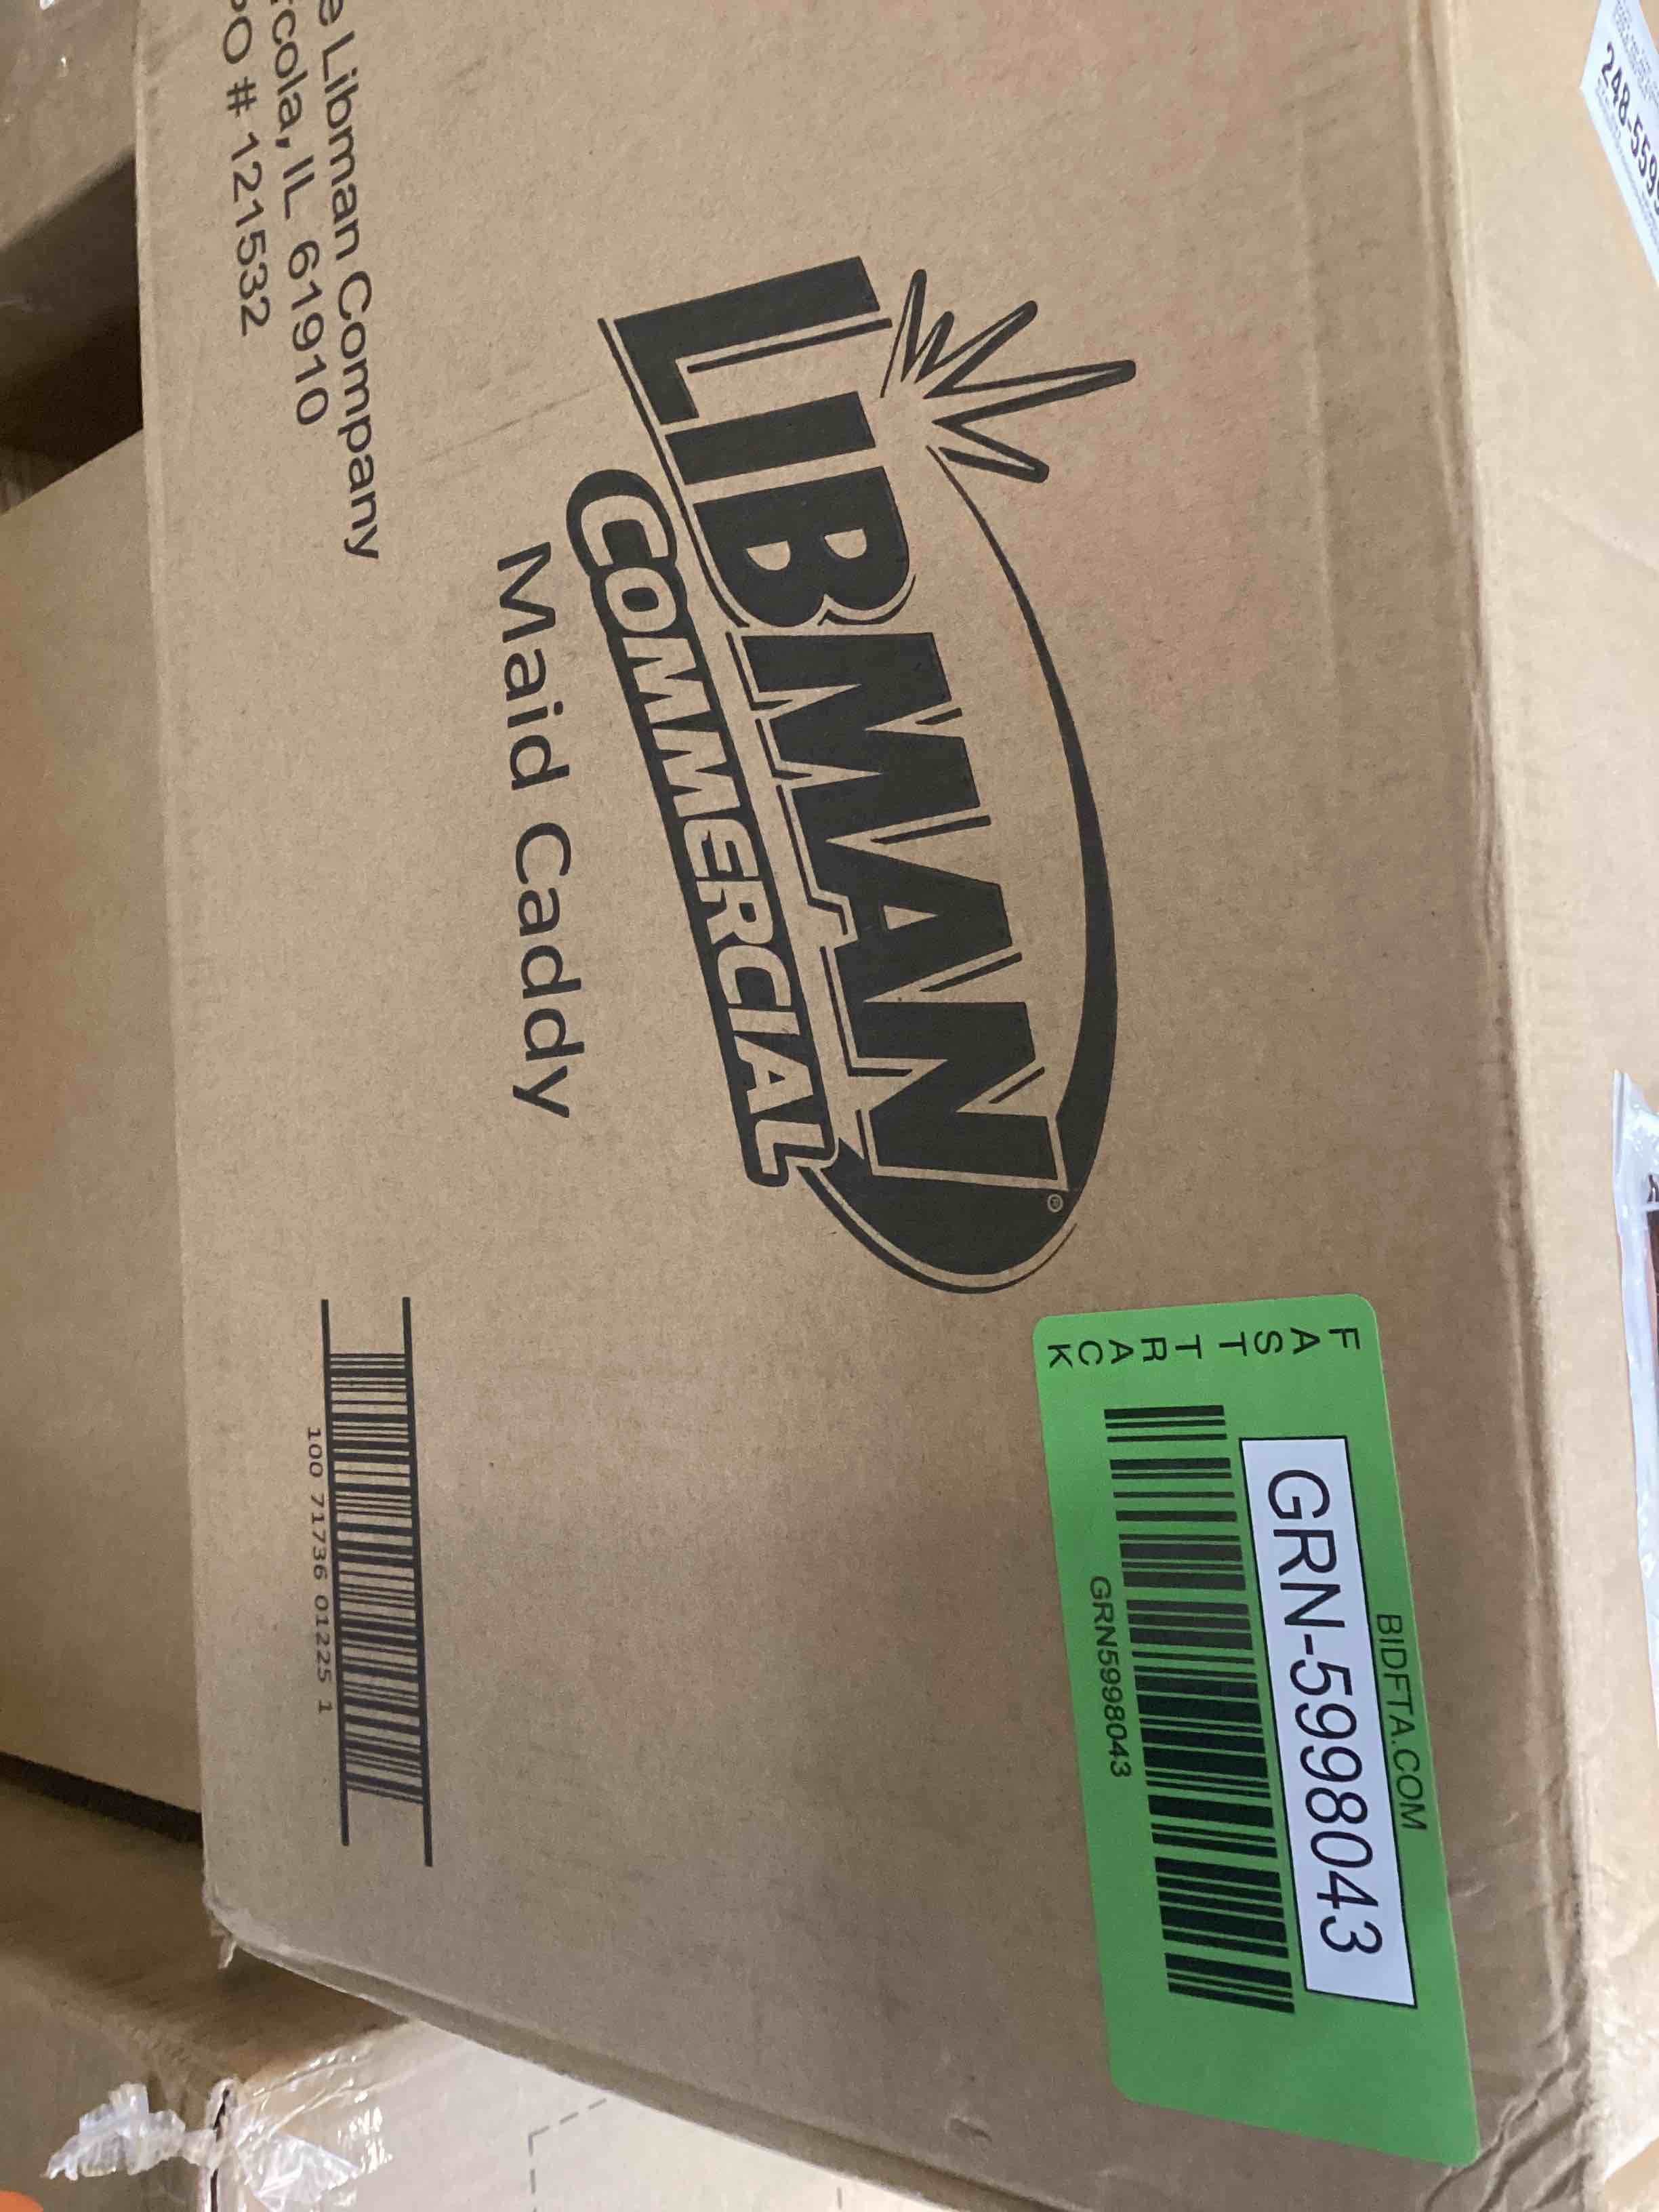 LIBMAN®
COMMERCIAL
Maid Caddy
Libman Company
IL 61910
# 121532
100 71736 01225 1
BIDFTA.COM
GRN-5998043
GRN5998043
FAST TRACK